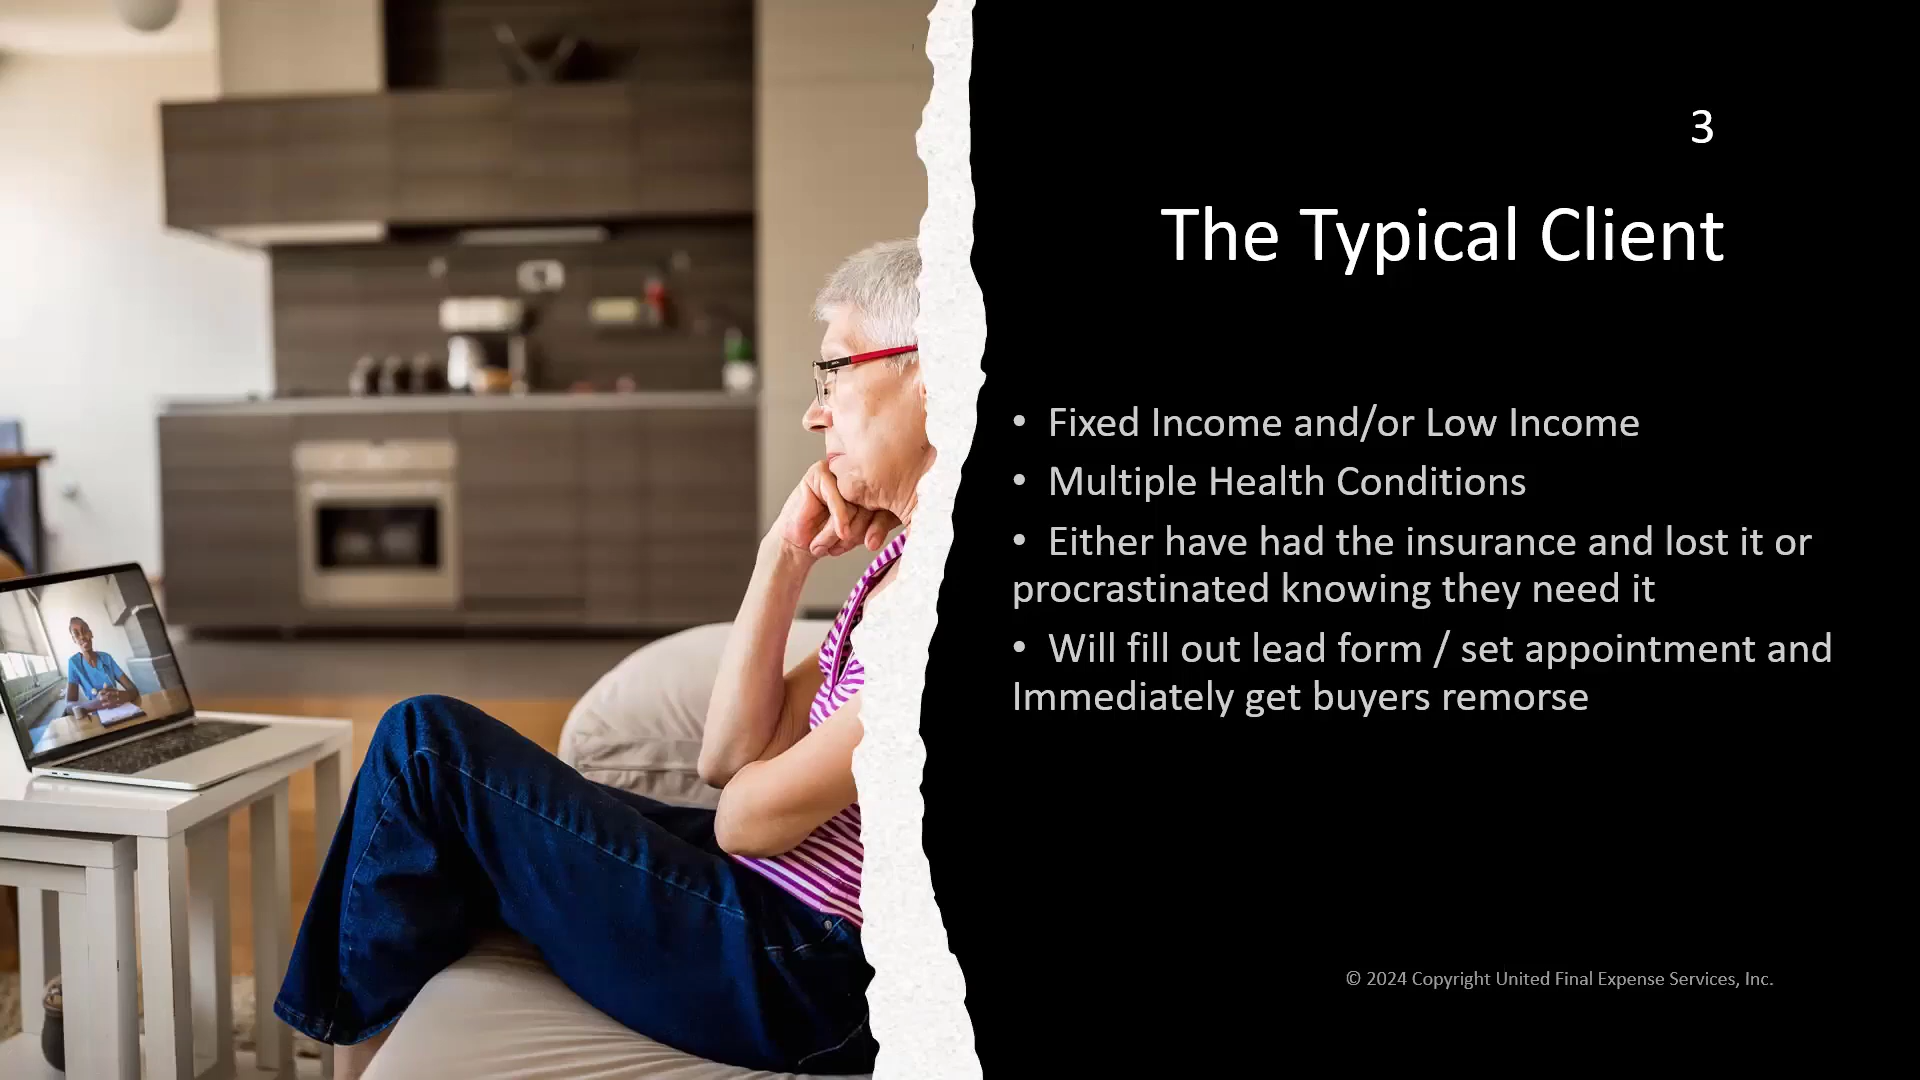 3
The Typical Client
• Fixed Income and/or Low Income
• Multiple Health Conditions
• Either have had the insurance and lost it or
procrastinated knowing they need it
• Will fill out lead form / set appointment and
Immediately get buyers remorse
© 2024 Copyright United Final Expense Services, Inc.